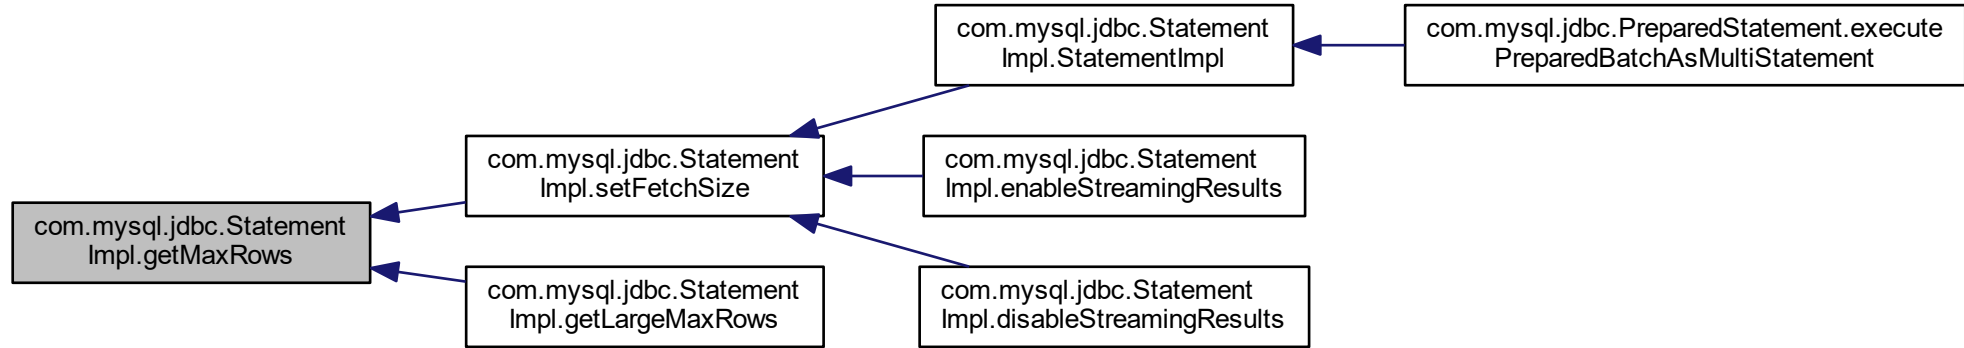 com.mysql.jdbc.Statement
Impl.getMaxRows
com.mysql.jdbc.Statement
Impl.setFetchSize
com.mysql.jdbc.Statement
Impl.getLargeMaxRows
com.mysql.jdbc.Statement
Impl.StatementImpl
com.mysql.jdbc.Statement
Impl.enableStreamingResults
com.mysql.jdbc.Statement
Impl.disableStreamingResults
com.mysql.jdbc.PreparedStatement.execute
PreparedBatchAsMultiStatement